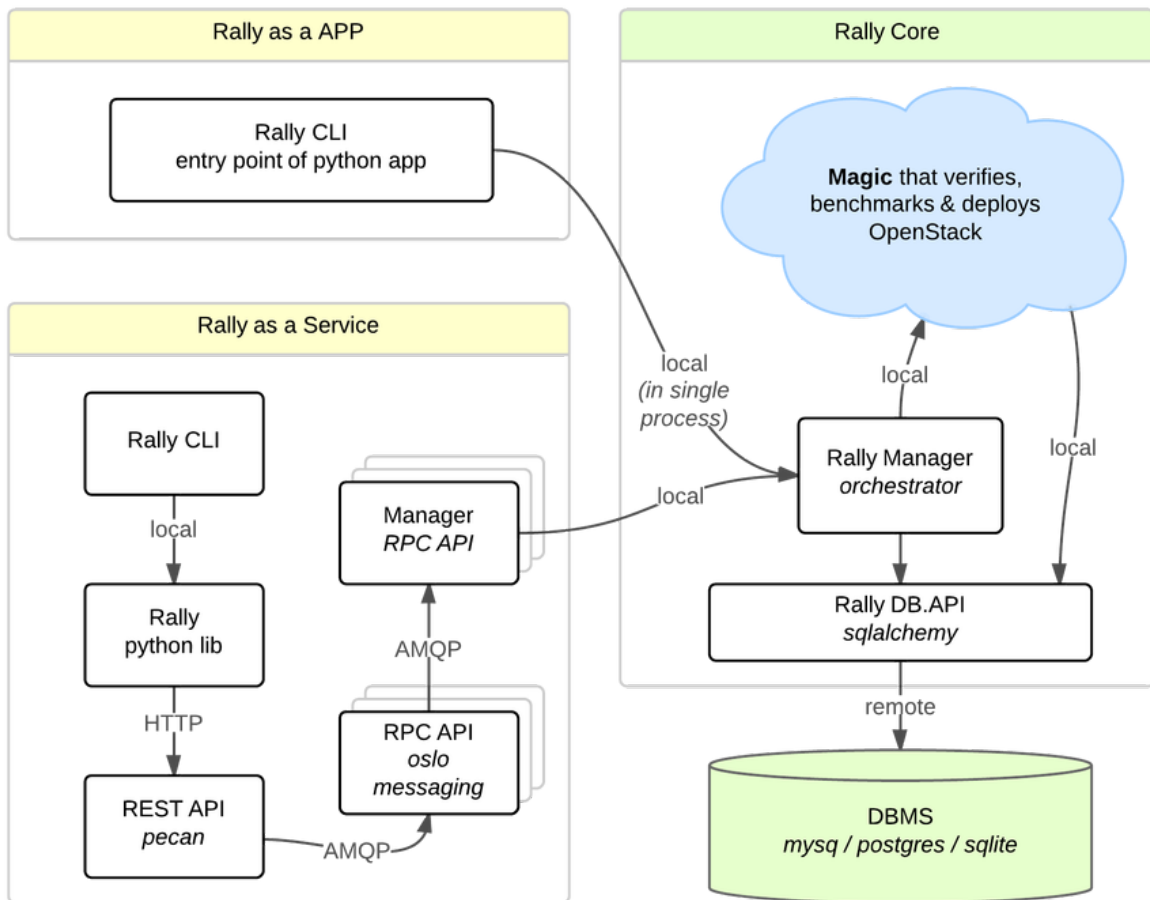 Rally as a APP
Rally CLI
entry point of python app
Rally as a Service
Rally CLI
local
Rally
python lib
HTTP
REST API
pecan
AMQP
RPC API
oslo
messaging
AMQP
Manager
RPC API
local
local
(in single
process)
Rally Core
Magic that verifies,
benchmarks & deploys
OpenStack
local
local
Rally Manager
orchestrator
Rally DB.API
sqlalchemy
remote
DBMS
mysq / postgres / sqlite